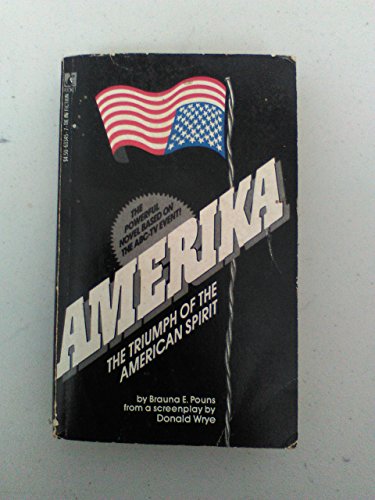 THE
POWERFUL
NOVEL BASED ON
THE ABC-TV EVENT!
AMERIKA
THE TRIUMPH OF THE
AMERICAN SPIRIT
by Brauna E. Pouns
from a screenplay by
Donald Wrye